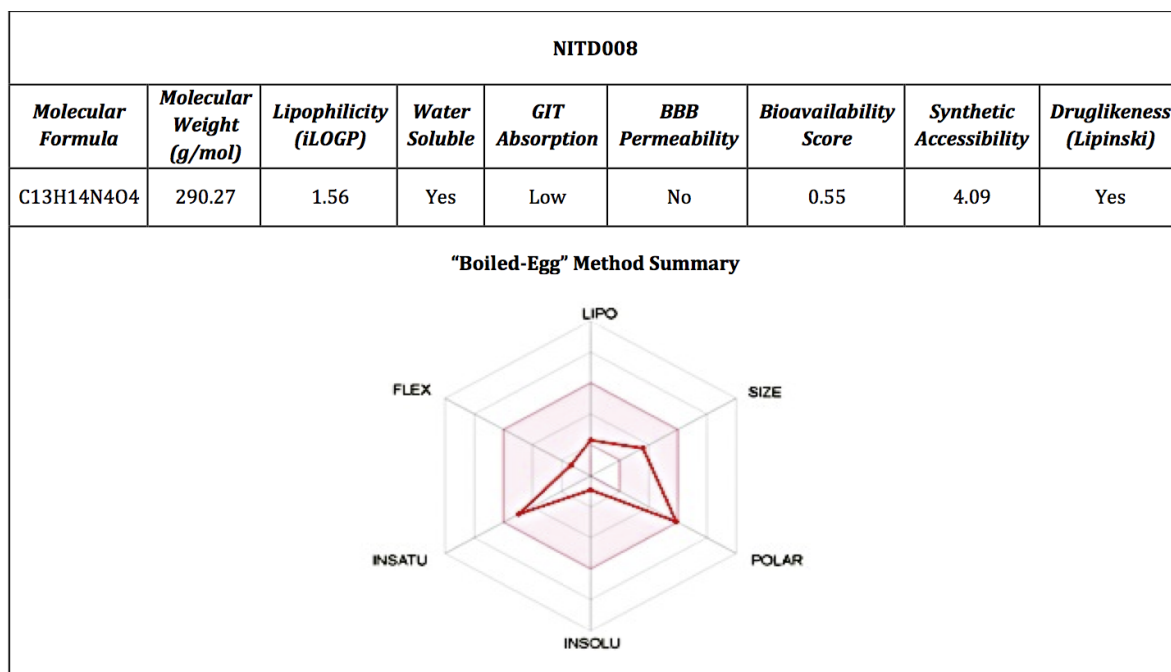 NITD008
Molecular Formula
Molecular Weight (g/mol)
Lipophilicity (iLOGP)
Water Soluble
GIT Absorption
BBB Permeability
Bioavailability Score
Synthetic Accessibility
Druglikeness (Lipinski)
C13H14N4O4
290.27
1.56
Yes
Low
No
0.55
4.09
Yes
“Boiled-Egg” Method Summary
LIPO
FLEX
SIZE
INSATU
POLAR
INSOLU